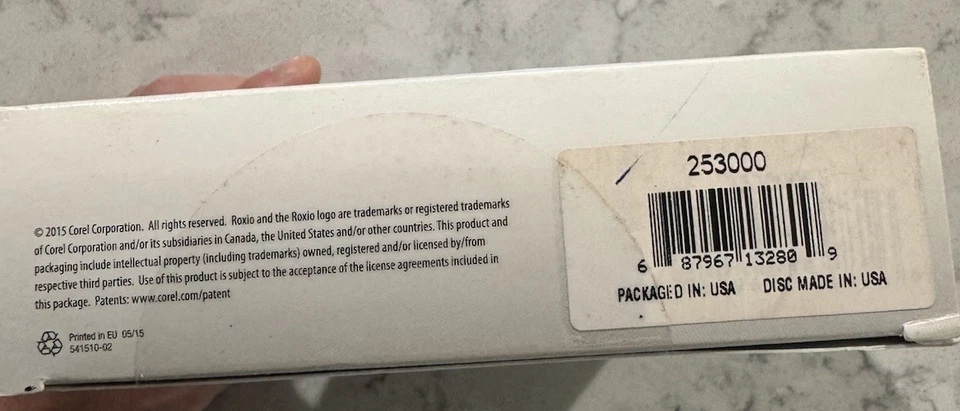 © 2015 Corel Corporation. All rights reserved. Roxio and the Roxio logo are trademarks or registered trademarks
of Corel Corporation and/or its subsidiaries in Canada, the United States and/or other countries. This product and
packaging include intellectual property (including trademarks) owned, registered and/or licensed by/from
respective third parties. Use of this product is subject to the acceptance of the license agreements included in
this package. Patents: www.corel.com/patent
Printed in EU 05/15
541510-02
253000
6 87967 13280 9
PACKAGED IN: USA DISC MADE IN: USA